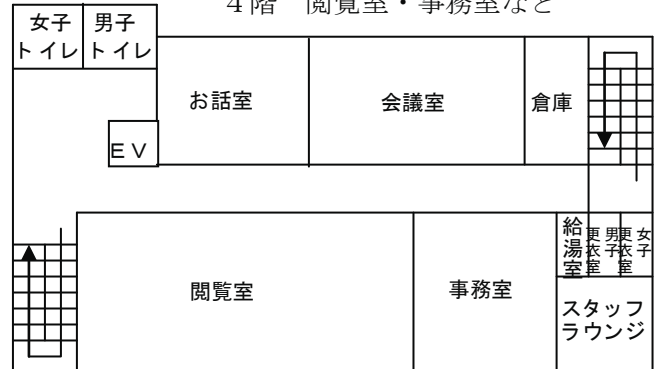 4階 閲覧室・事務室など
女子
トイレ
男子
トイレ
お話室
会議室
倉庫
ＥＶ
閲覧室
事務室
給湯室
男子更衣室
女子更衣室
スタッフ
ラウンジ